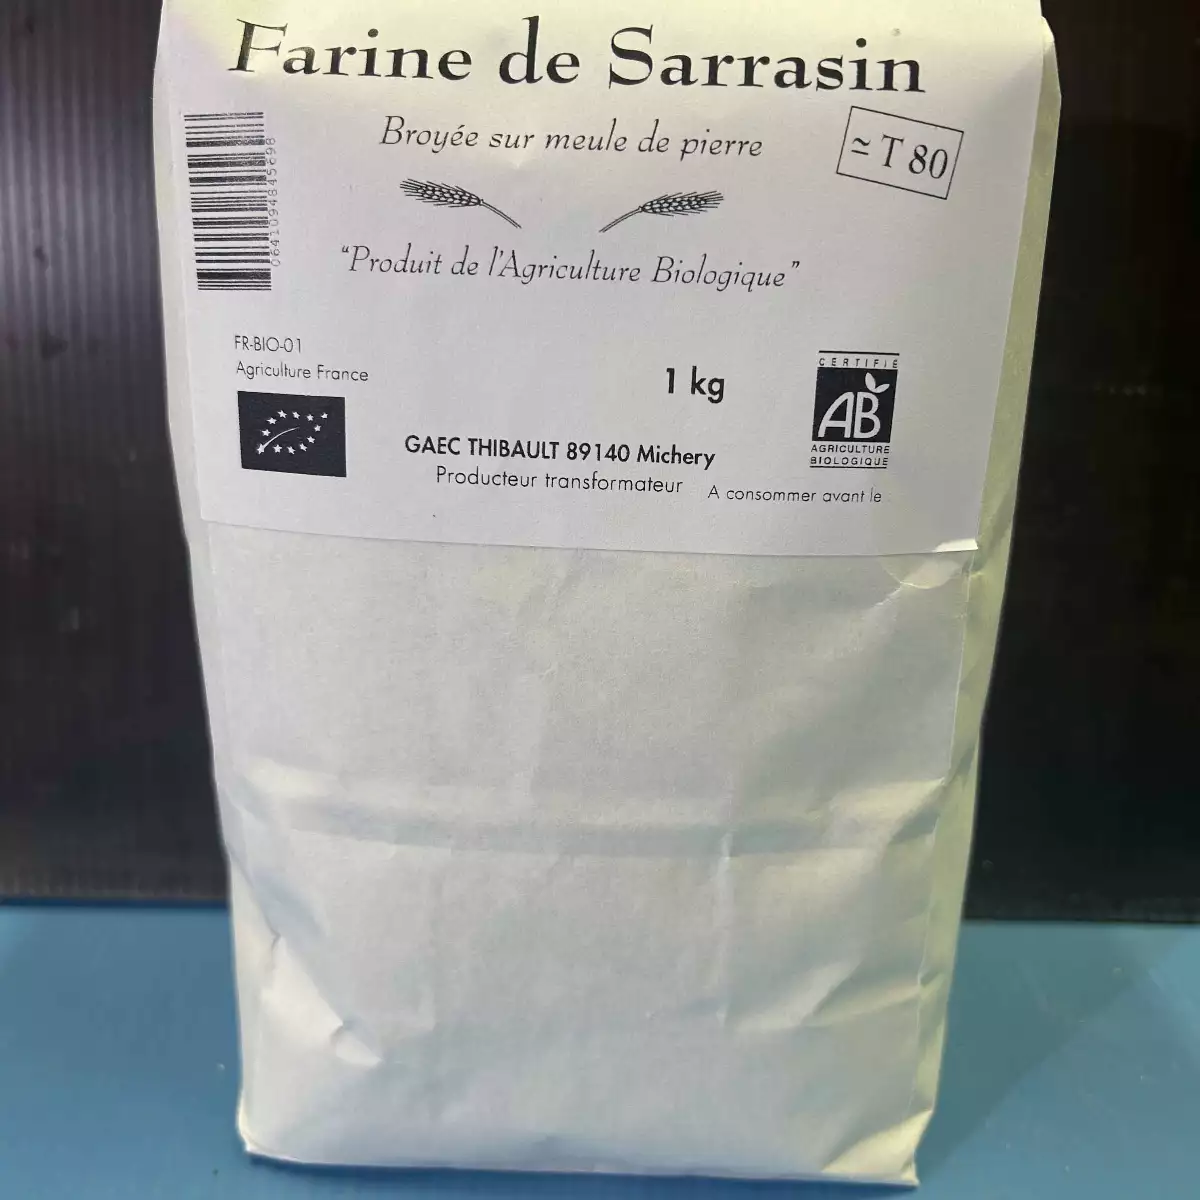 Farine de Sarrasin
Broyée sur meule de pierre
≃ T 80
0641094845698
"Produit de l'Agriculture Biologique"
FR-BIO-01
Agriculture France
1 kg
CERTIFIÉ
AB
AGRICULTURE
BIOLOGIQUE
GAEC THIBAULT 89140 Michery
Producteur transformateur
A consommer avant le